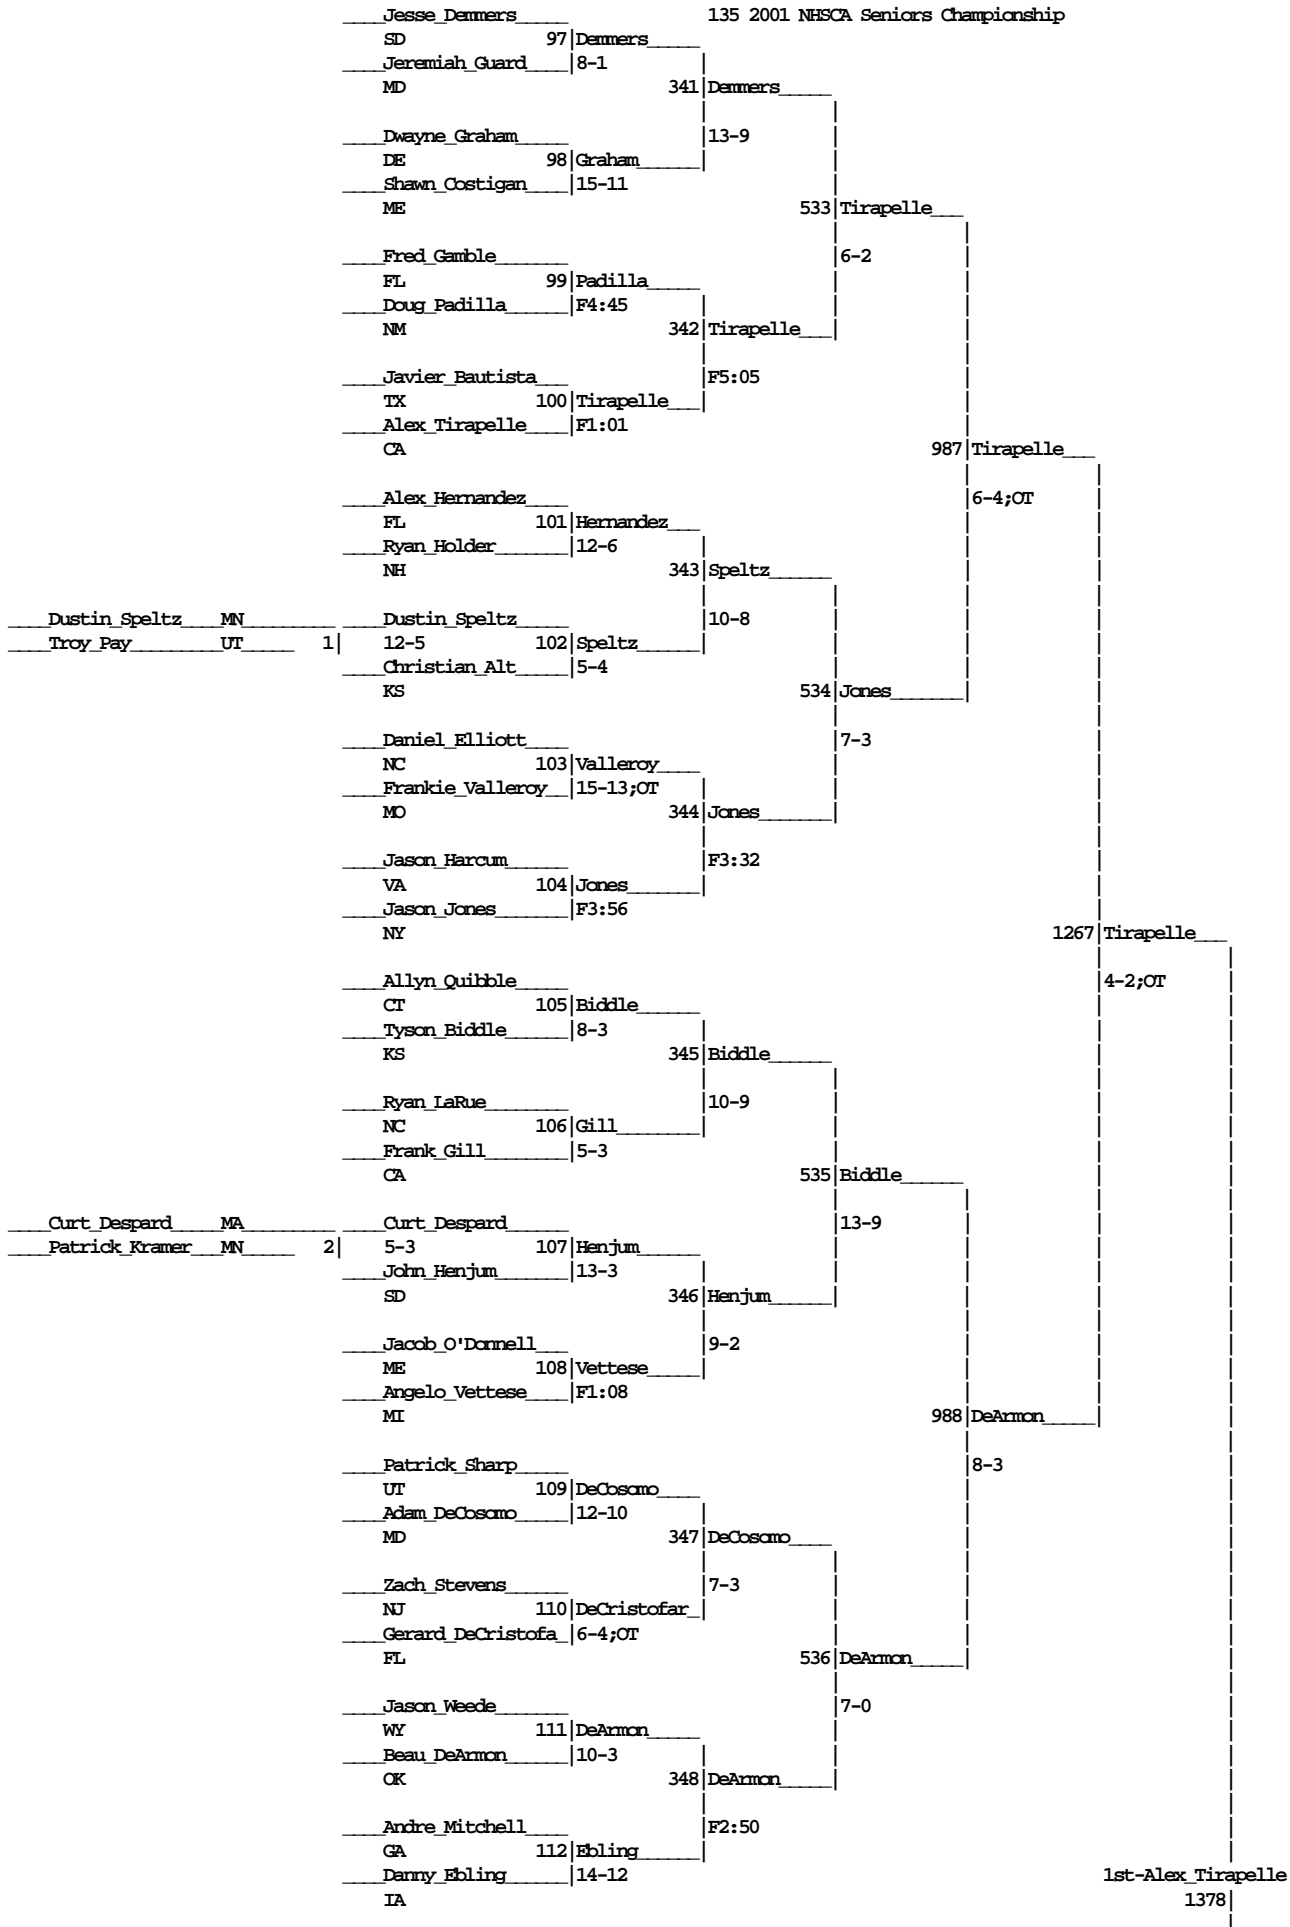 ____Jesse_Demmers_____ 135 2001 NHSCA Seniors Championship
SD 97|Demmers_____
____Jeremiah_Guard____|8-1 |
MD 341|Demmers_____
____Dwayne_Graham_____ |13-9 |
DE 98|Graham______|
____Shawn_Costigan____|15-11
ME 533|Tirapelle___
____Fred_Gamble_______ |6-2
FL 99|Padilla_____
____Doug_Padilla______|F4:45
NM 342|Tirapelle___|
____Javier_Bautista___ |F5:05
TX 100|Tirapelle___|
____Alex_Tirapelle____|F1:01
CA 987|Tirapelle___
____Alex_Hernandez____ |6-4;OT
FL 101|Hernandez___
____Ryan_Holder_______|12-6
NH 343|Speltz______
____Dustin_Speltz____MN_________ ____Dustin_Speltz_____ |10-8
____Troy_Pay_________UT_____ 1| 12-5 102|Speltz______|
____Christian_Alt_____|5-4
KS 534|Jones_______|
____Daniel_Elliott____ |7-3
NC 103|Valleroy____
____Frankie_Valleroy__|15-13;OT
MO 344|Jones_______|
____Jason_Harcum______ |F3:32
VA 104|Jones_______|
____Jason_Jones_______|F3:56
NY 1267|Tirapelle___
____Allyn_Quibble_____ |4-2;OT
CT 105|Biddle______
____Tyson_Biddle______|8-3
KS 345|Biddle______
____Ryan_LaRue________ |10-9
NC 106|Gill________|
____Frank_Gill________|5-3
CA 535|Biddle______
____Curt_Despard_____MA_________ ____Curt_Despard______ |13-9
____Patrick_Kramer___MN_____ 2| 5-3 107|Henjum______
____John_Henjum_______|13-3
SD 346|Henjum______|
____Jacob_O'Donnell___ |9-2
ME 108|Vettese_____|
____Angelo_Vettese____|F1:08
MI 988|DeArmon_____|
____Patrick_Sharp_____ |8-3
UT 109|DeCosomo____
____Adam_DeCosomo_____|12-10
MD 347|DeCosomo____
____Zach_Stevens______ |7-3
NJ 110|DeCristofar_|
____Gerard_DeCristofa_|6-4;OT
FL 536|DeArmon_____|
____Jason_Weede_______ |7-0
WY 111|DeArmon_____
____Beau_DeArmon______|10-3
OK 348|DeArmon_____|
____Andre_Mitchell____ |F2:50
GA 112|Ebling______|
____Danny_Ebling______|14-12 1st-Alex_Tirapelle
IA 1378|